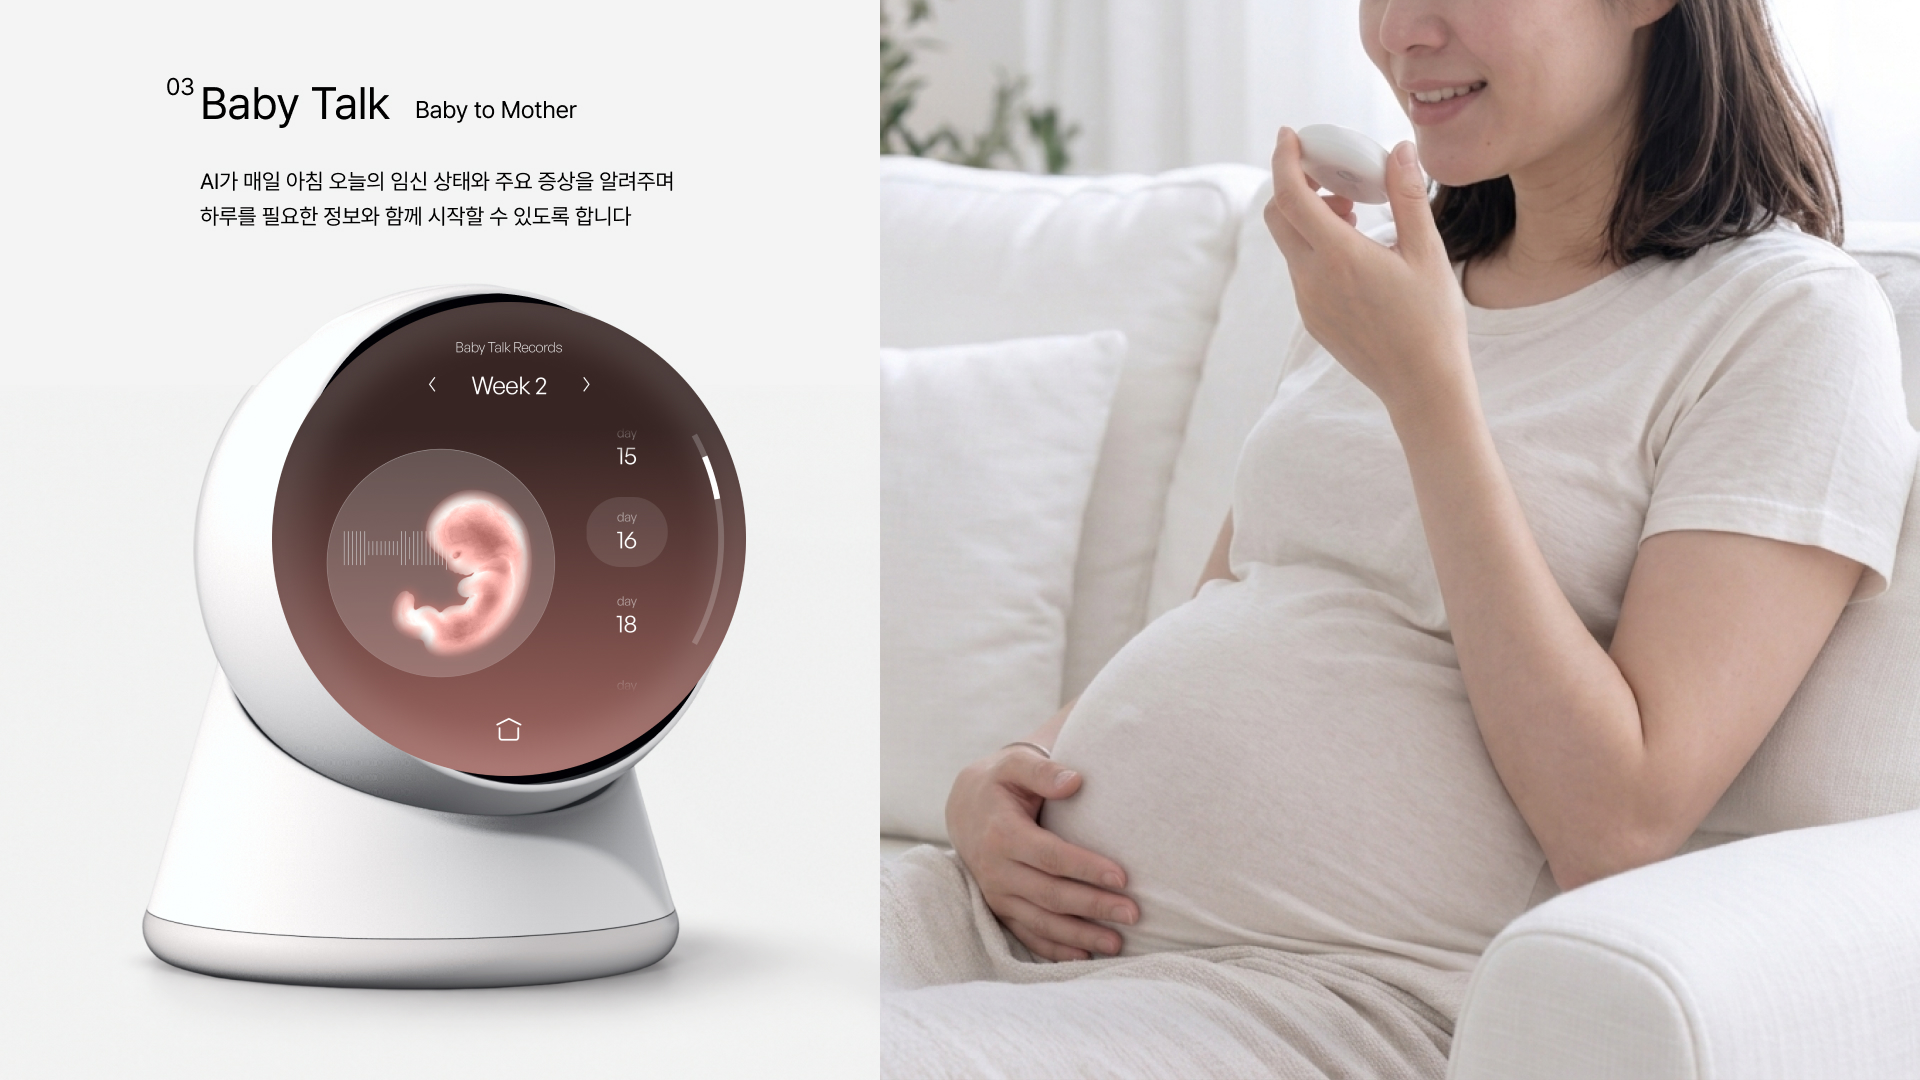 03
Baby Talk Baby to Mother
AI가 매일 아침 오늘의 임신 상태와 주요 증상을 알려주며
하루를 필요한 정보와 함께 시작할 수 있도록 합니다
Baby Talk Records
Week 2
day
15
day
16
day
18
day